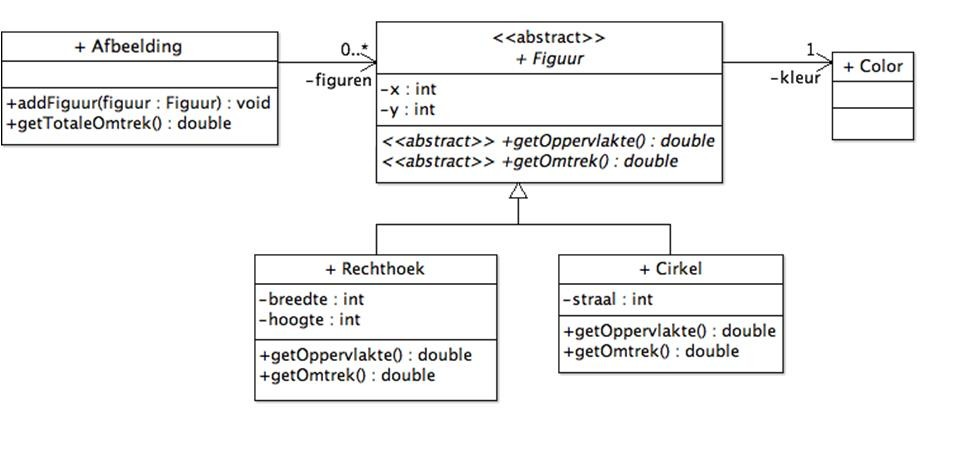 + Afbeelding
+addFiguur(figuur : Figuur) : void
+getTotaleOmtrek() : double
0..*
-figuren
<<abstract>>
+ Figuur
-x : int
-y : int
<<abstract>> +getOppervlakte() : double
<<abstract>> +getOmtrek() : double
1
-kleur
+ Color
+ Rechthoek
-breedte : int
-hoogte : int
+getOppervlakte() : double
+getOmtrek() : double
+ Cirkel
-straal : int
+getOppervlakte() : double
+getOmtrek() : double